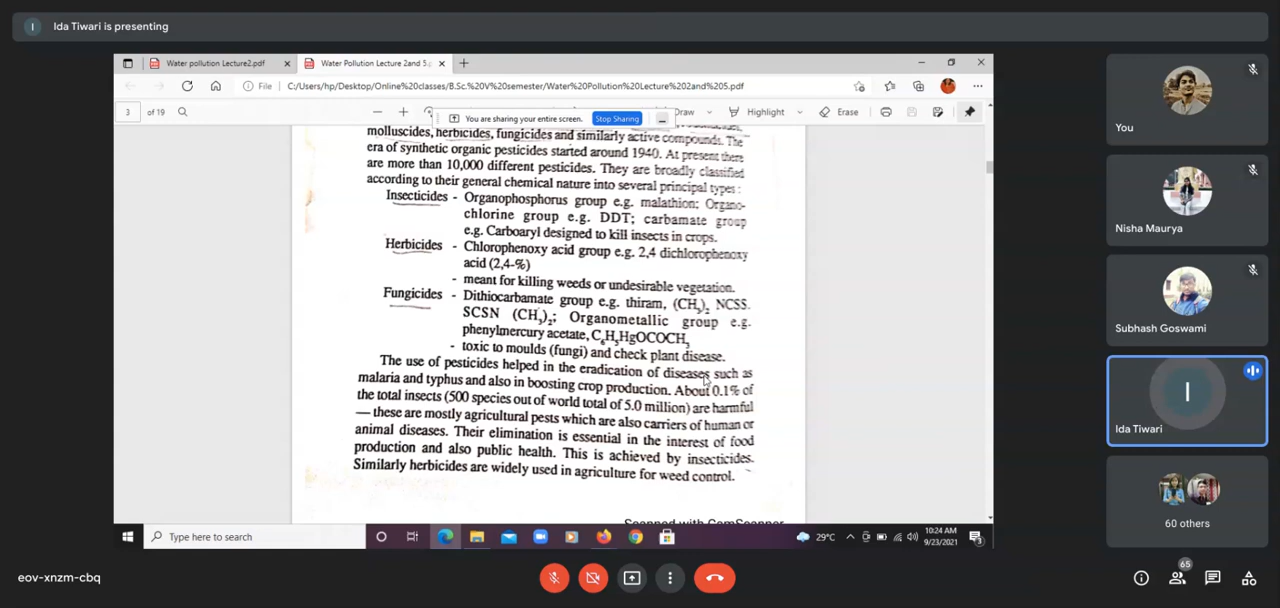 Ida Tiwari is presenting
Water pollution Lecture2.pdf
Water Pollution Lecture 2and 5.p
File
C:/Users/hp/Desktop/Online%20classes/B.Sc.%20V%20semester/Water%20Pollution%20Lecture%202and%205.pdf
3 of 19
You are sharing your entire screen.
Stop Sharing
Draw
Highlight
Erase
molluscides, herbicides, fungicides and similarly active compounds. The
era of synthetic organic pesticides started around 1940. At present there
are more than 10,000 different pesticides. They are broadly classified
according to their general chemical nature into several principal types :
Insecticides - Organophosphorus group e.g. malathion; Organo-
chlorine group e.g. DDT; carbamate group
e.g. Carboaryl designed to kill insects in crops.
Herbicides - Chlorophenoxy acid group e.g. 2,4 dichlorophenoxy
acid (2,4-%)
- meant for killing weeds or undesirable vegetation.
Fungicides - Dithiocarbamate group e.g. thiram, (CH3)2 NCSS.
SCSN (CH3)2; Organometallic group e.g.
phenylmercury acetate, C6H5HgOCOCH3
- toxic to moulds (fungi) and check plant disease.
The use of pesticides helped in the eradication of diseases such as
malaria and typhus and also in boosting crop production. About 0.1% of
the total insects (500 species out of world total of 5.0 million) are harmful
— these are mostly agricultural pests which are also carriers of human or
animal diseases. Their elimination is essential in the interest of food
production and also public health. This is achieved by insecticides.
Similarly herbicides are widely used in agriculture for weed control.
Scanned with CamScanner
Type here to search
29°C
10:24 AM
9/23/2021
3
You
Nisha Maurya
Subhash Goswami
I
Ida Tiwari
60 others
eov-xnzm-cbq
65